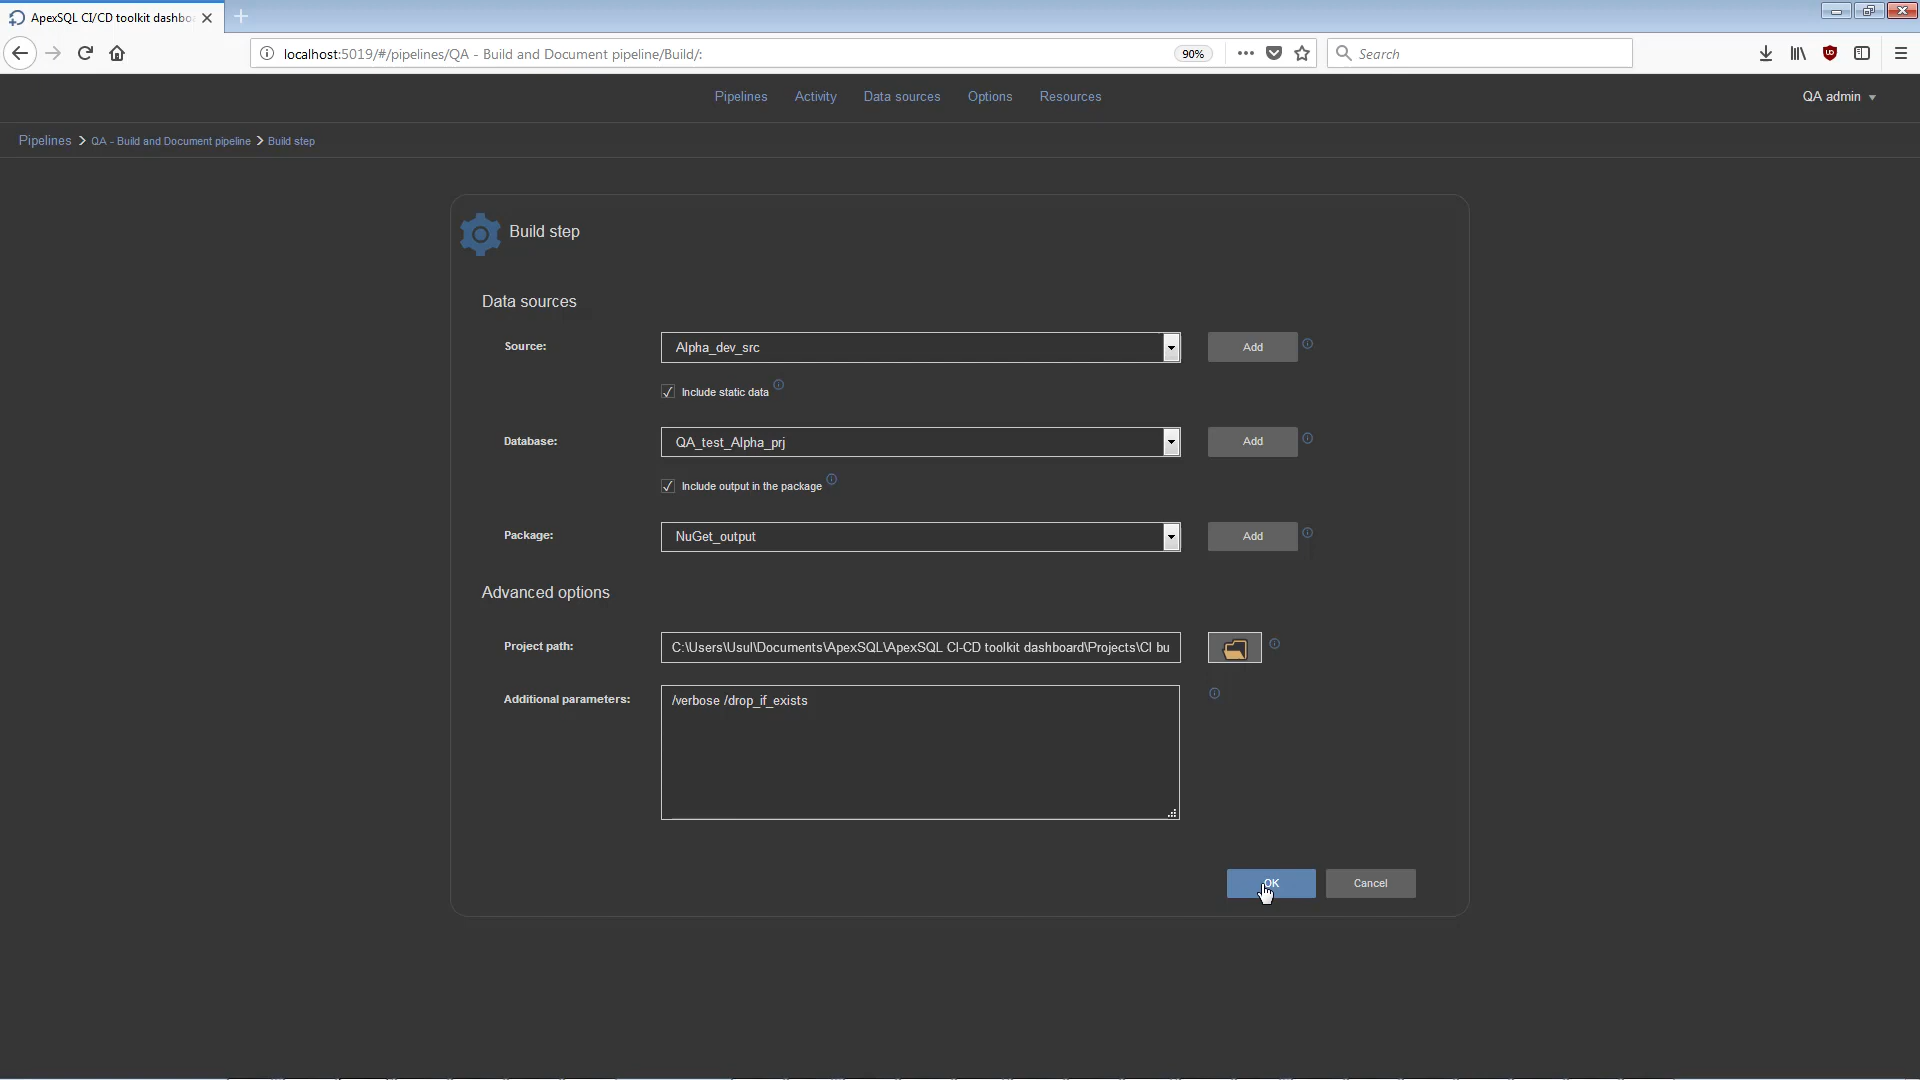 ApexSQL CI/CD toolkit dashbo
localhost:5019/#/pipelines/QA - Build and Document pipeline/Build/:
90%
Search
Pipelines
Activity
Data sources
Options
Resources
QA admin
Pipelines > QA - Build and Document pipeline > Build step
Build step
Data sources
Source:
Alpha_dev_src
Add
Include static data
Database:
QA_test_Alpha_prj
Add
Include output in the package
Package:
NuGet_output
Add
Advanced options
Project path:
C:\Users\Usul\Documents\ApexSQL\ApexSQL CI-CD toolkit dashboard\Projects\CI bu
Additional parameters:
/verbose /drop_if_exists
OK
Cancel